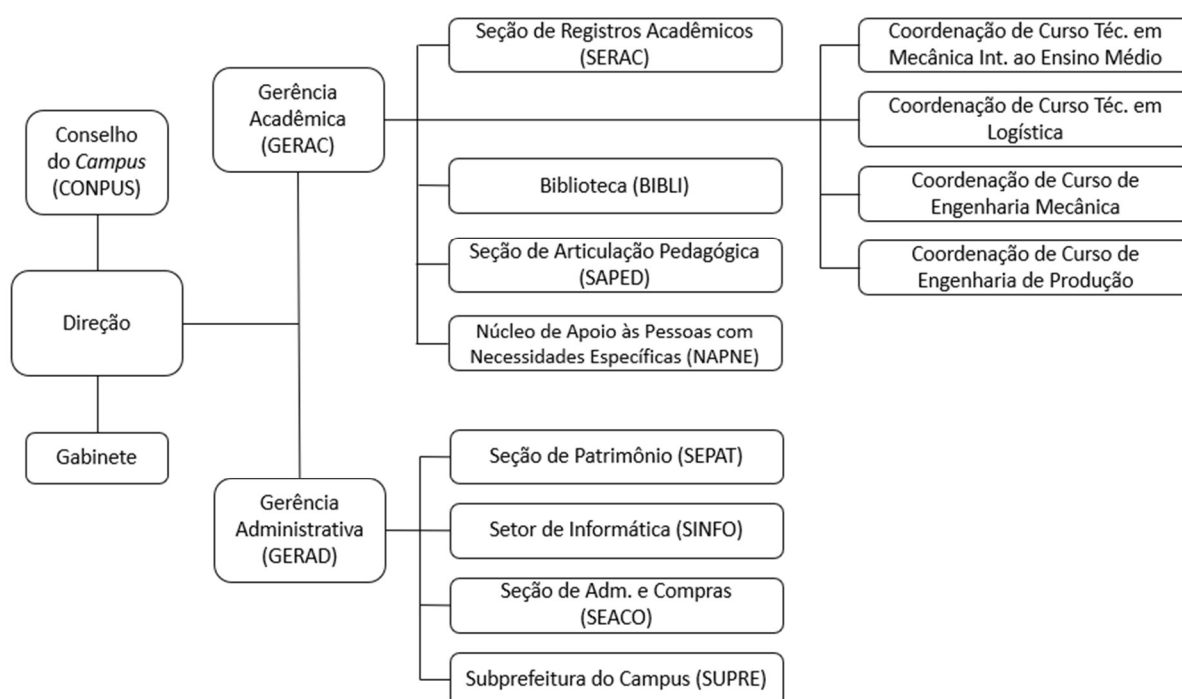 Conselho
do Campus
(CONPUS)
Direção
Gabinete
Gerência
Acadêmica
(GERAC)
Seção de Registros Acadêmicos
(SERAC)
Biblioteca (BIBLI)
Seção de Articulação Pedagógica
(SAPED)
Núcleo de Apoio às Pessoas com
Necessidades Específicas (NAPNE)
Coordenação de Curso Téc. em
Mecânica Int. ao Ensino Médio
Coordenação de Curso Téc. em
Logística
Coordenação de Curso de
Engenharia Mecânica
Coordenação de Curso de
Engenharia de Produção
Gerência
Administrativa
(GERAD)
Seção de Patrimônio (SEPAT)
Setor de Informática (SINFO)
Seção de Adm. e Compras
(SEACO)
Subprefeitura do Campus (SUPRE)